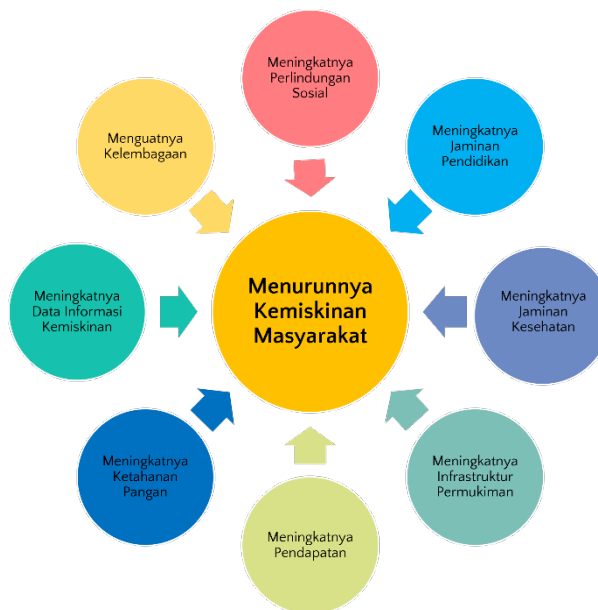 Meningkatnya
Perlindungan
Sosial
Meningkatnya
Jaminan
Pendidikan
Meningkatnya
Jaminan
Kesehatan
Meningkatnya
Infrastruktur
Permukiman
Meningkatnya
Pendapatan
Meningkatnya
Ketahanan
Pangan
Meningkatnya
Data Informasi
Kemiskinan
Menguatnya
Kelembagaan
Menurunnya
Kemiskinan
Masyarakat